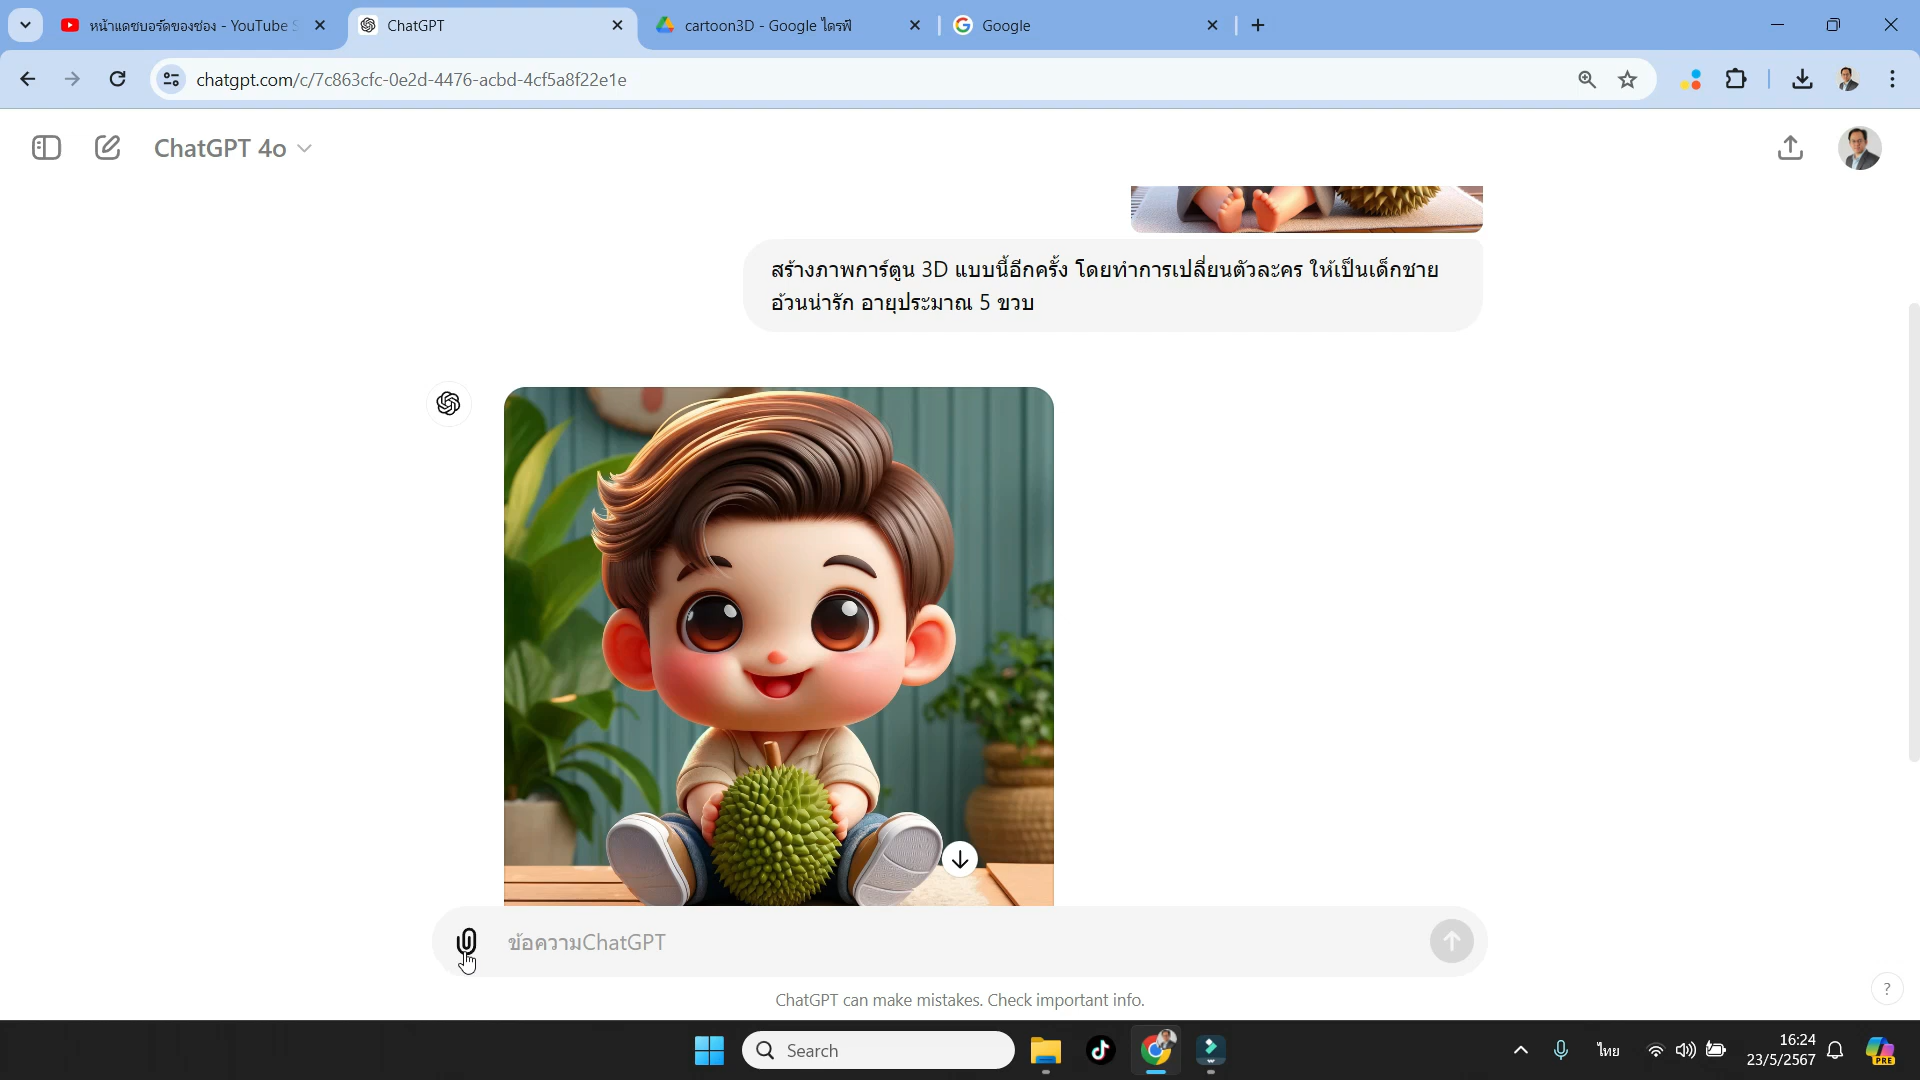 หน้าแดชบอร์ดของช่อง - YouTube S
ChatGPT
cartoon3D - Google ไดรฟ์
Google
chatgpt.com/c/7c863cfc-0e2d-4476-acbd-4cf5a8f22e1e
ChatGPT 4o
สร้างภาพการ์ตูน 3D แบบนี้อีกครั้ง โดยทำการเปลี่ยนตัวละคร ให้เป็นเด็กชาย
อ้วนน่ารัก อายุประมาณ 5 ขวบ
ข้อความChatGPT
ChatGPT can make mistakes. Check important info.
?
Search
ไทย
16:24
23/5/2567
PRE